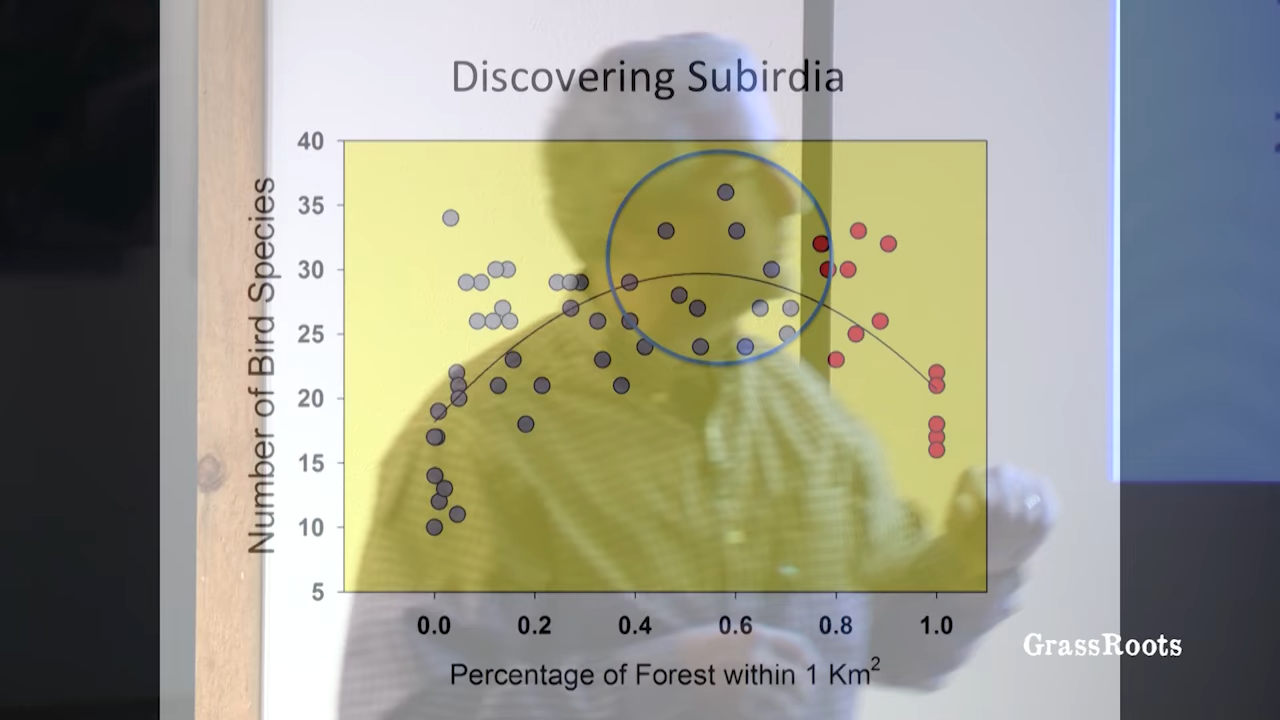 Discovering Subirdia
40
35
30
25
20
15
10
5
Number of Bird Species
0.0 0.2 0.4 0.6 0.8 1.0
Percentage of Forest within 1 Km²
GrassRoots